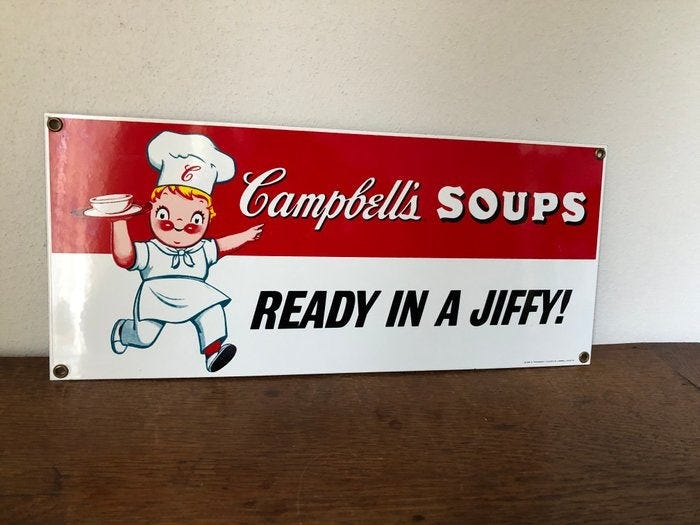 C
Campbell's SOUPS
READY IN A JIFFY!